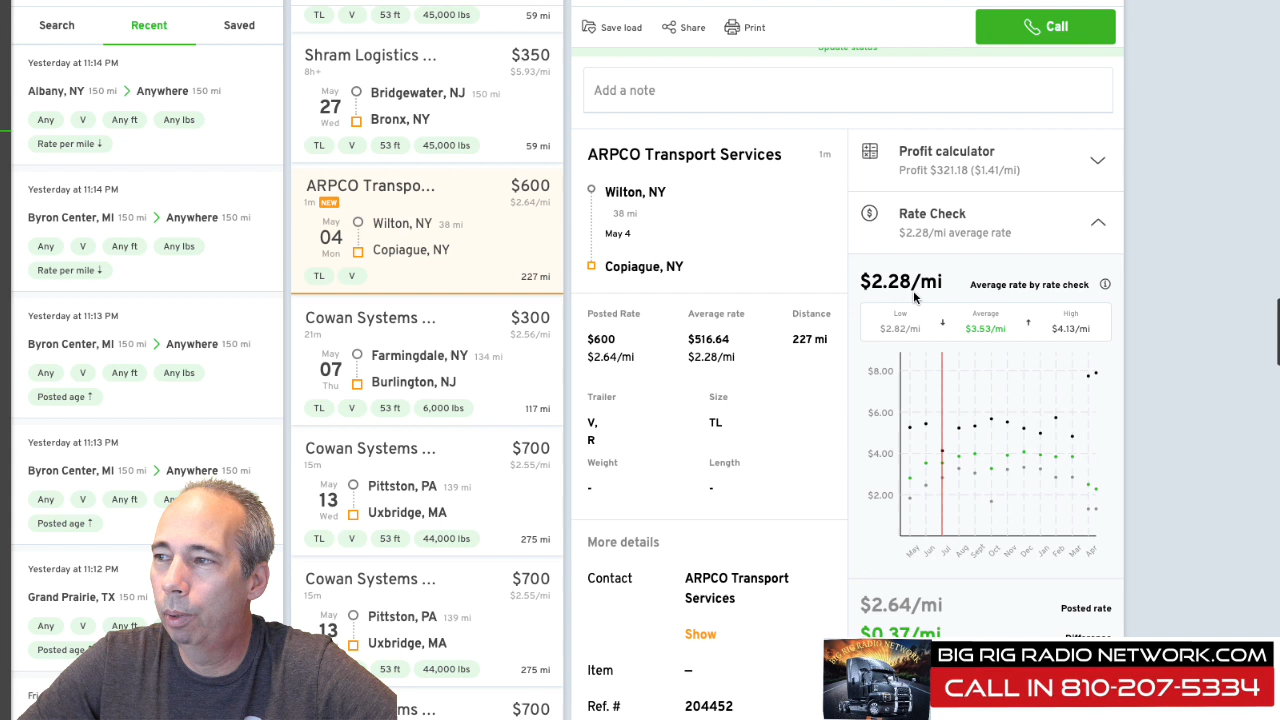 Search Recent Saved
Yesterday at 11:14 PM
Albany, NY 150 mi > Anywhere 150 mi
Any V Any ft Any lbs
Rate per mile ↓
Yesterday at 11:14 PM
Byron Center, MI 150 mi > Anywhere 150 mi
Any V Any ft Any lbs
Rate per mile ↓
Yesterday at 11:13 PM
Byron Center, MI 150 mi > Anywhere 150 mi
Any V Any ft Any lbs
Posted age ↑
Yesterday at 11:13 PM
Byron Center, MI 150 mi > Anywhere 150 mi
Any V Any ft Any lbs
Posted age ↑
Yesterday at 11:12 PM
Grand Prairie, TX 150 mi
Any
Posted
TL V 53 ft 45,000 lbs 59 mi
Shram Logistics ... $350
8h+ $5.93/mi
May 27 Wed
Bridgewater, NJ 150 mi
Bronx, NY
TL V 53 ft 45,000 lbs 59 mi
ARPCO Transpo... $600
1m NEW $2.64/mi
May 04 Mon
Wilton, NY 38 mi
Copiague, NY
TL V 227 mi
Cowan Systems ... $300
21m $2.56/mi
May 07 Thu
Farmingdale, NY 134 mi
Burlington, NJ
TL V 53 ft 6,000 lbs 117 mi
Cowan Systems ... $700
15m $2.55/mi
May 13 Wed
Pittston, PA 139 mi
Uxbridge, MA
TL V 53 ft 44,000 lbs 275 mi
Cowan Systems ... $700
15m $2.55/mi
May 13
Pittston, PA 139 mi
Uxbridge, MA
53 ft 44,000 lbs 275 mi
Cowan Systems ... $700
Save load Share Print Call
Update status
Add a note
ARPCO Transport Services 1m
Wilton, NY
38 mi
May 4
Copiague, NY
Posted Rate Average rate Distance
$600 $516.64 227 mi
$2.64/mi $2.28/mi
Trailer Size
V, TL
R
Weight Length
- -
More details
Contact ARPCO Transport
Services
Show
Item –
Ref. # 204452
Profit calculator
Profit $321.18 ($1.41/mi)
Rate Check
$2.28/mi average rate
$2.28/mi Average rate by rate check
Low Average High
$2.82/mi ↓ $3.53/mi ↑ $4.13/mi
$8.00
$6.00
$4.00
$2.00
May Jun Jul Aug Sept Oct Nov Dec Jan Feb Mar Apr
$2.64/mi Posted rate
$0.37/mi
BIG RIG RADIO NETWORK.COM
CALL IN 810-207-5334